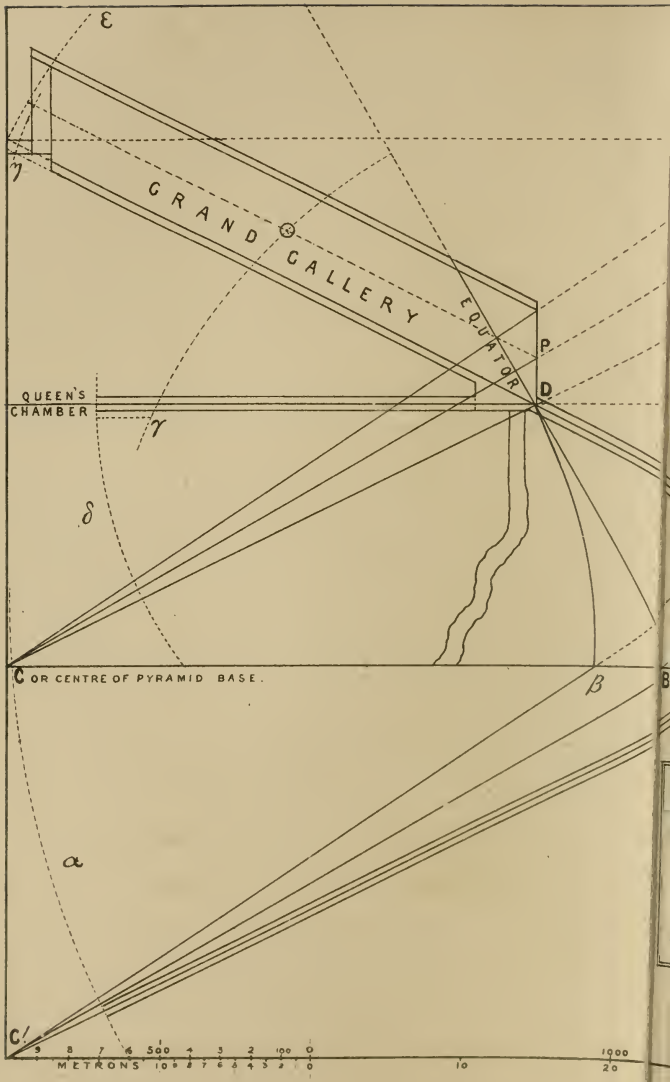 ε
η
GRAND GALLERY
EQUATOR
P
D
QUEEN'S
CHAMBER
γ
δ
C OR CENTRE OF PYRAMID BASE.
β
B
α
C'
9 8 7 6 500 4 3 2 100 0 1000
METRONS 10 9 8 7 6 5 4 3 2 0 10 20